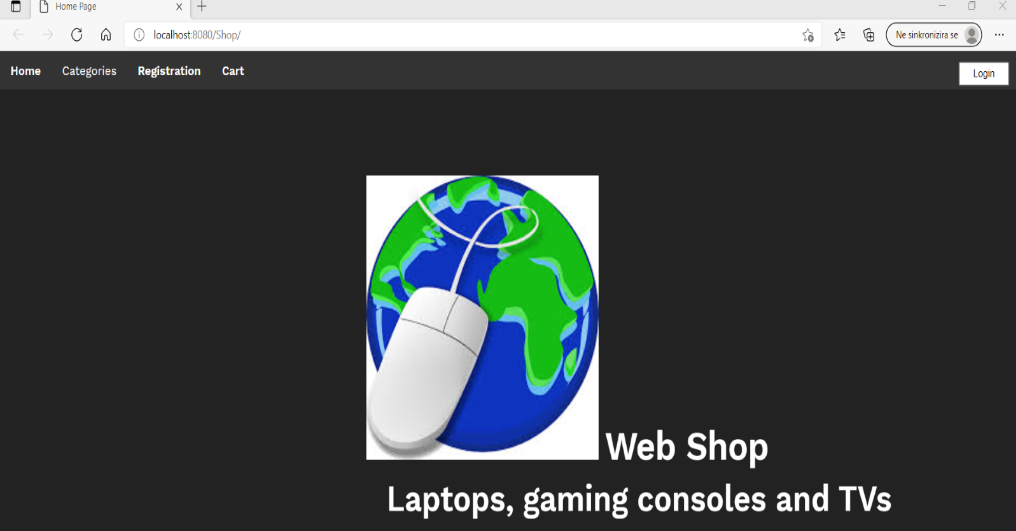 Home Page
localhost:8080/Shop/
Ne sinkronizira se
Home Categories Registration Cart
Login
Web Shop
Laptops, gaming consoles and TVs